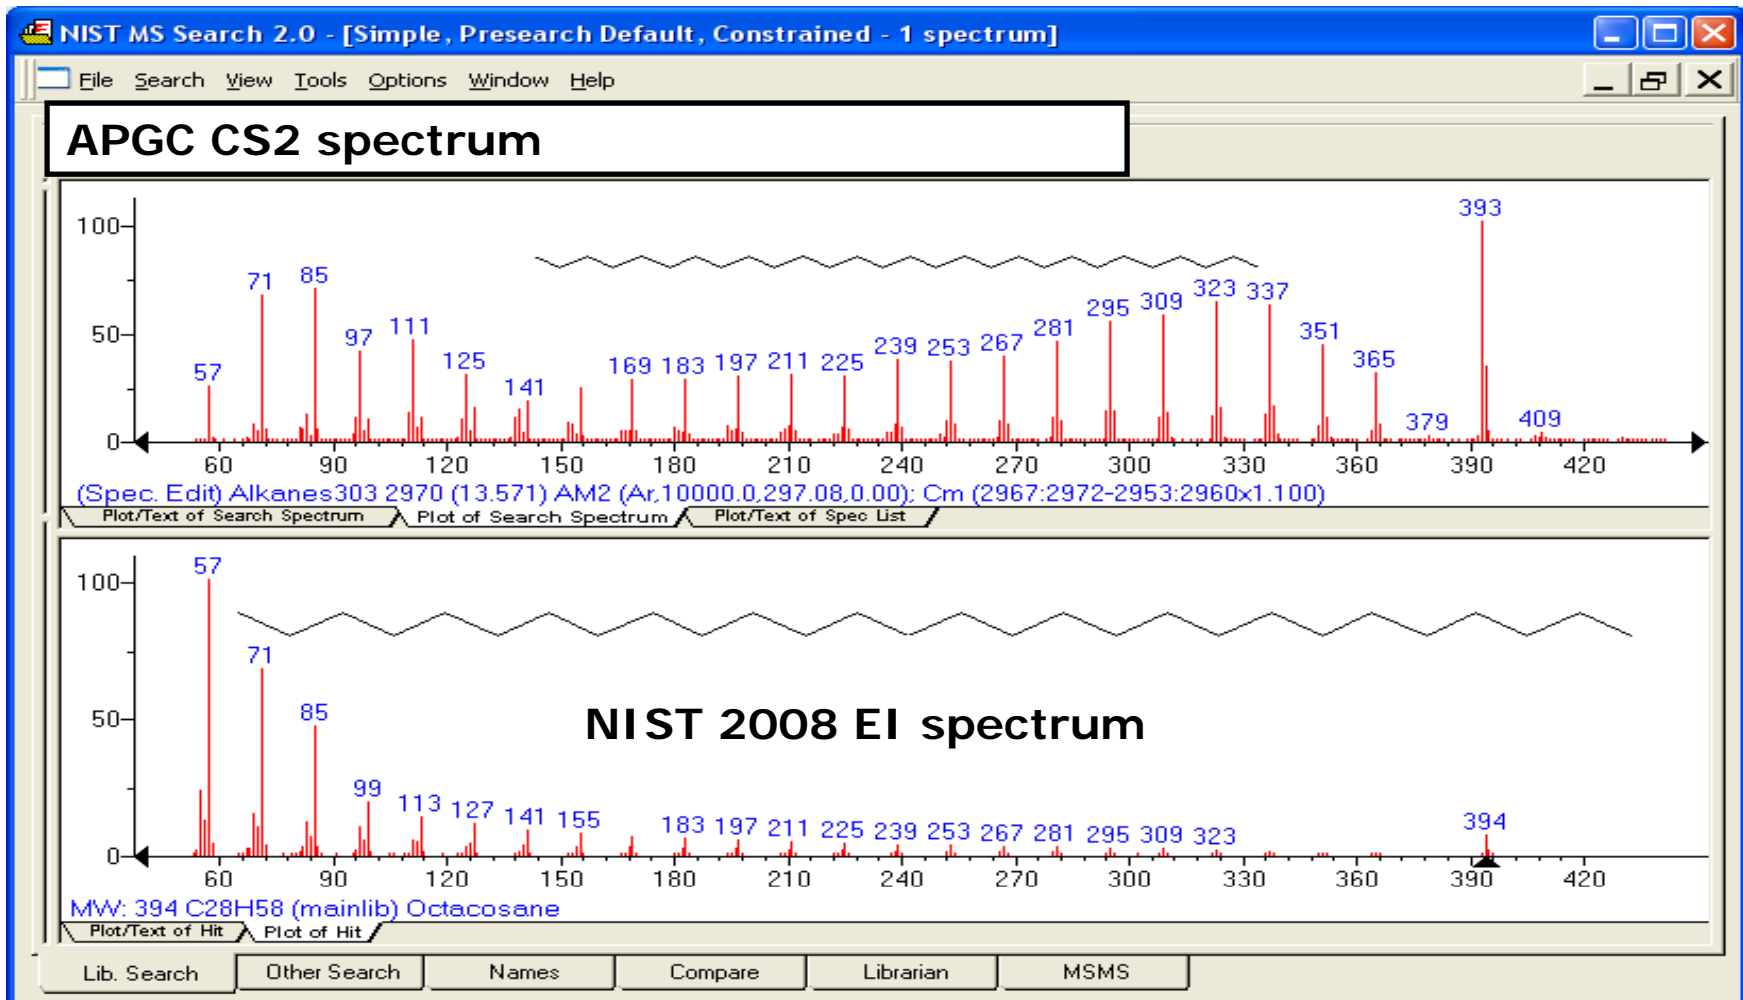 NIST MS Search 2.0 - [Simple, Presearch Default, Constrained - 1 spectrum]
File Search View Tools Options Window Help
APGC CS2 spectrum
393
100
71 85
323 337
295 309
50
97 111
281
351
57
125
239 253 267
365
141
169 183 197 211 225
379 409
0
60 90 120 150 180 210 240 270 300 330 360 390 420
(Spec. Edit) Alkanes303 2970 (13.571) AM2 (Ar,10000.0,297.08,0.00); Cm (2967:2972-2953:2960x1.100)
Plot/Text of Search Spectrum Plot of Search Spectrum Plot/Text of Spec List
57
100
71
85
50
NIST 2008 EI spectrum
99
113 127 141 155 183 197 211 225 239 253 267 281 295 309 323 394
0
60 90 120 150 180 210 240 270 300 330 360 390 420
MW: 394 C28H58 (mainlib) Octacosane
Plot/Text of Hit Plot of Hit
Lib. Search Other Search Names Compare Librarian MSMS